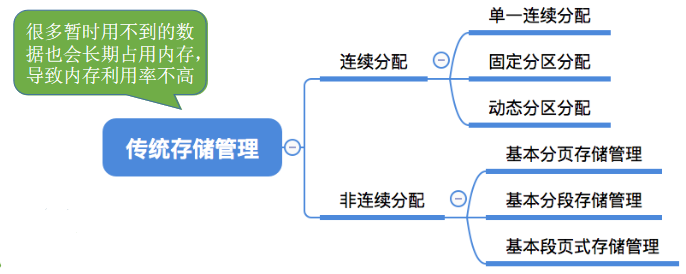 很多暂时用不到的数
据也会长期占用内存，
导致内存利用率不高
传统存储管理
连续分配
单一连续分配
固定分区分配
动态分区分配
非连续分配
基本分页存储管理
基本分段存储管理
基本段页式存储管理